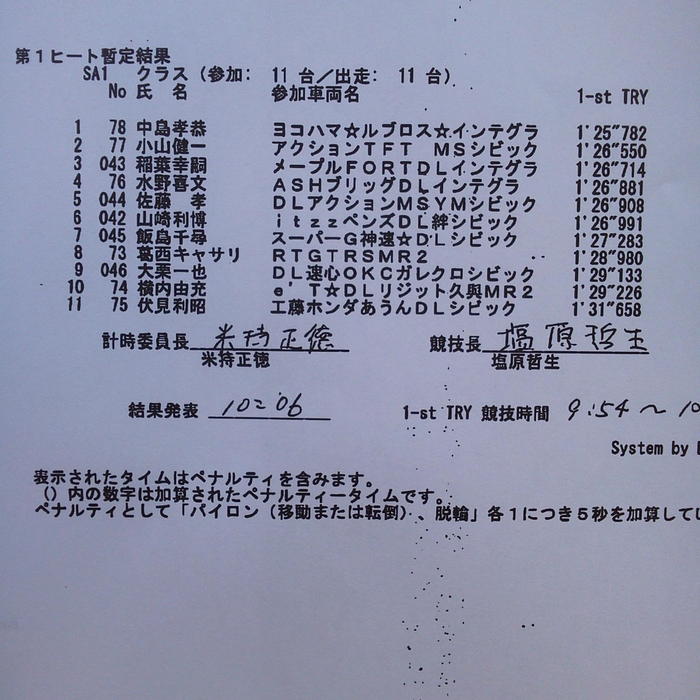 第1ヒート暫定結果
SA1 クラス (参加: 11 台/出走: 11 台)
No 氏 名 参加車両名 1-st TRY
1 78 中島孝恭 ヨコハマ☆ルブロス☆インテグラ 1'25"782
2 77 小山健一 アクションTFT MSシビック 1'26"550
3 043 稲葉幸嗣 メープルFORTDLインテグラ 1'26"714
4 76 水野喜文 ASHブリッグDLインテグラ 1'26"881
5 044 佐藤 孝 DLアクションMSYMシビック 1'26"908
6 042 山崎利博 itzzペンズDL絆シビック 1'26"991
7 045 飯島千尋 スーパーG神速☆DLシビック 1'27"283
8 73 葛西キャサリ RTGTRSMR2 1'28"980
9 046 大栗一也 DL速心OKCガレクロシビック 1'29"133
10 74 横内由充 e'T☆DLリジット久與MR2 1'29"226
11 75 伏見利昭 工藤ホンダあうんDLシビック 1'31"658
計時委員長 米持正徳 競技長 塩原哲生
米持正徳 塩原哲生
結果発表 10=06 1-st TRY 競技時間 9:54 ～ 10
System by
表示されたタイムはペナルティを含みます。
()内の数字は加算されたペナルティータイムです。
ペナルティとして「パイロン (移動または転倒)、脱輪」各1につき5秒を加算してい